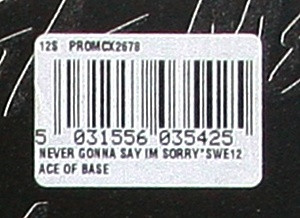 12S PROMCX2678
5 031556 035425
NEVER GONNA SAY IM SORRY*SWE12
ACE OF BASE